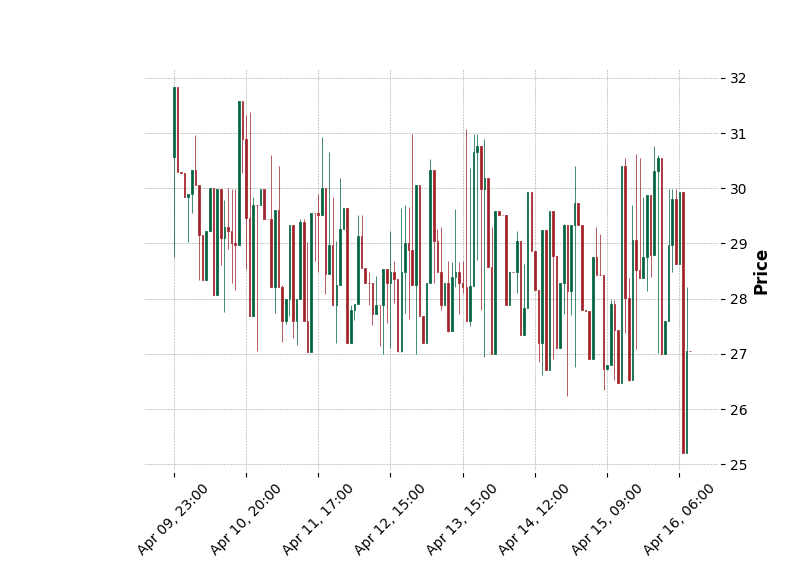 32
31
30
29
28
27
26
25
Price
Apr 09, 23:00
Apr 10, 20:00
Apr 11, 17:00
Apr 12, 15:00
Apr 13, 15:00
Apr 14, 12:00
Apr 15, 09:00
Apr 16, 06:00